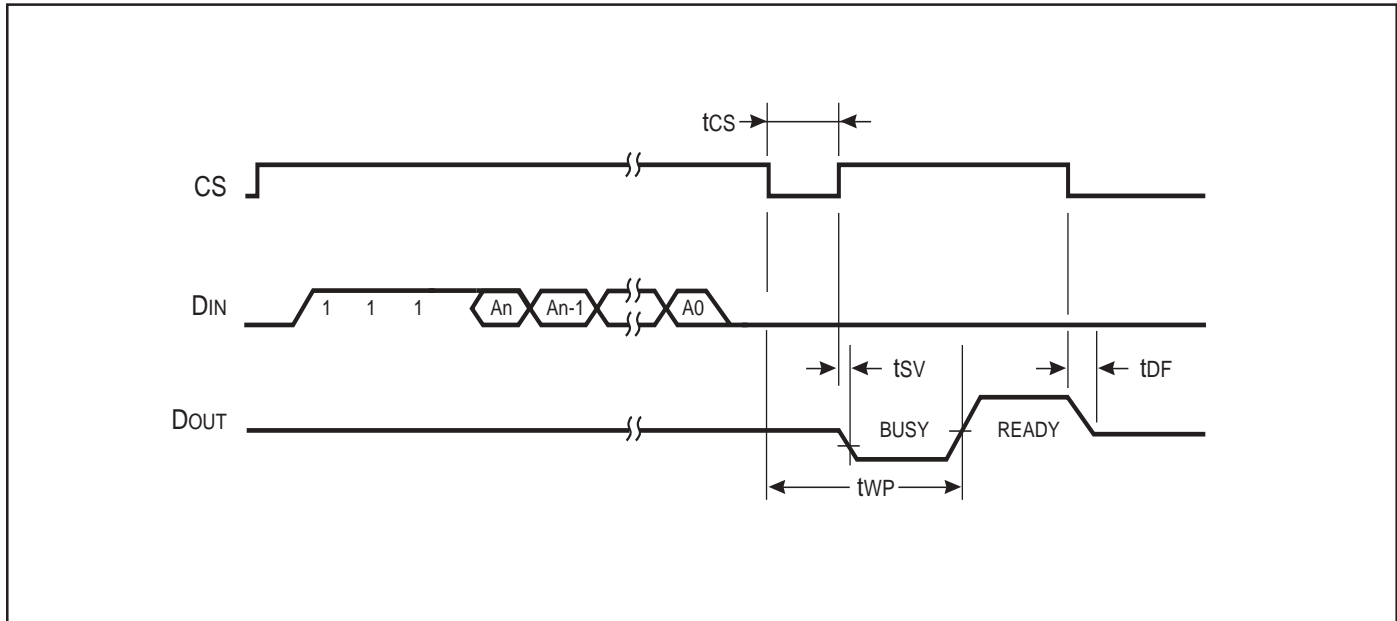 tCS
CS
DIN
1 1 1 An An-1 A0
tSV
tDF
DOUT
BUSY
READY
tWP